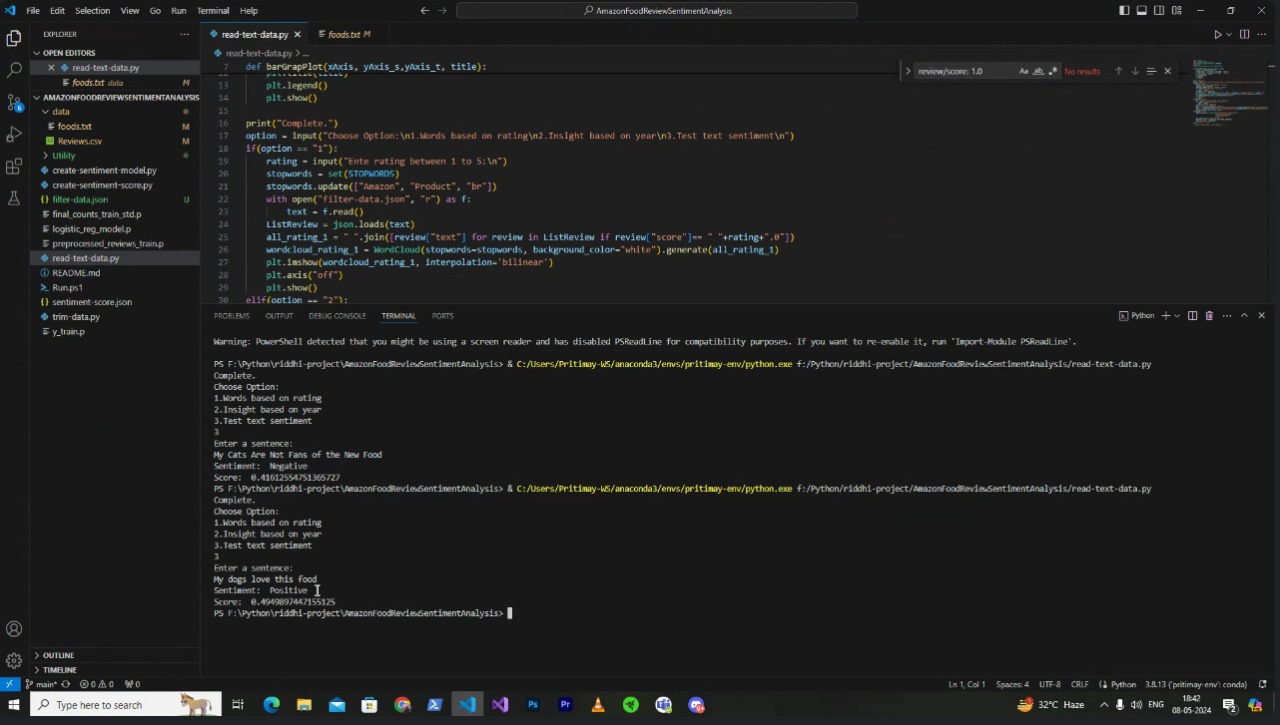 File Edit Selection View Go Run Terminal Help
AmazonFoodReviewSentimentAnalysis
EXPLORER
OPEN EDITORS
read-text-data.py
foods.txt data M
AMAZONFOODREVIEWSENTIMENTANALYSIS
data
foods.txt M
Reviews.csv M
Utility
create-sentiment-model.py
create-sentiment-score.py
filter-data.json U
final_counts_train_std.p
logistic_reg_model.p
preprocessed_reviews_train.p
read-text-data.py
README.md
Run.ps1
sentiment-score.json
trim-data.py
y_train.p
OUTLINE
TIMELINE
read-text-data.py foods.txt M
read-text-data.py > ...
review/score: 1.0 Aa ab No results
7 def barGrapPlot(xAxis, yAxis_s,yAxis_t, title):
12 plt.title(title)
13 plt.legend()
14 plt.show()
15
16 print("Complete.")
17 option = input("Choose Option:\n1.Words based on rating\n2.Insight based on year\n3.Test text sentiment\n")
18 if(option == "1"):
19 rating = input("Ente rating between 1 to 5:\n")
20 stopwords = set(STOPWORDS)
21 stopwords.update(["Amazon", "Product", "br"])
22 with open("filter-data.json", "r") as f:
23 text = f.read()
24 ListReview = json.loads(text)
25 all_rating_1 = " ".join([review["text"] for review in ListReview if review["score"]== " "+rating+".0"])
26 wordcloud_rating_1 = WordCloud(stopwords=stopwords, background_color="white").generate(all_rating_1)
27 plt.imshow(wordcloud_rating_1, interpolation='bilinear')
28 plt.axis("off")
29 plt.show()
30 elif(option == "2"):
PROBLEMS OUTPUT DEBUG CONSOLE TERMINAL PORTS
Python
Warning: PowerShell detected that you might be using a screen reader and has disabled PSReadLine for compatibility purposes. If you want to re-enable it, run 'Import-Module PSReadLine'.
PS F:\Python\riddhi-project\AmazonFoodReviewSentimentAnalysis> & C:/Users/Pritimay-WS/anaconda3/envs/pritimay-env/python.exe f:/Python/riddhi-project/AmazonFoodReviewSentimentAnalysis/read-text-data.py
Complete.
Choose Option:
1.Words based on rating
2.Insight based on year
3.Test text sentiment
3
Enter a sentence:
My Cats Are Not Fans of the New Food
Sentiment: Negative
Score: 0.41612554751365727
PS F:\Python\riddhi-project\AmazonFoodReviewSentimentAnalysis> & C:/Users/Pritimay-WS/anaconda3/envs/pritimay-env/python.exe f:/Python/riddhi-project/AmazonFoodReviewSentimentAnalysis/read-text-data.py
Complete.
Choose Option:
1.Words based on rating
2.Insight based on year
3.Test text sentiment
3
Enter a sentence:
My dogs love this food
Sentiment: Positive
Score: 0.4949897447155125
PS F:\Python\riddhi-project\AmazonFoodReviewSentimentAnalysis>
main* 0 0 0 Ln 1, Col 1 Spaces: 4 UTF-8 CRLF Python 3.8.13 ('pritimay-env': conda)
Type here to search
32°C Haze ENG 18:42
08-05-2024